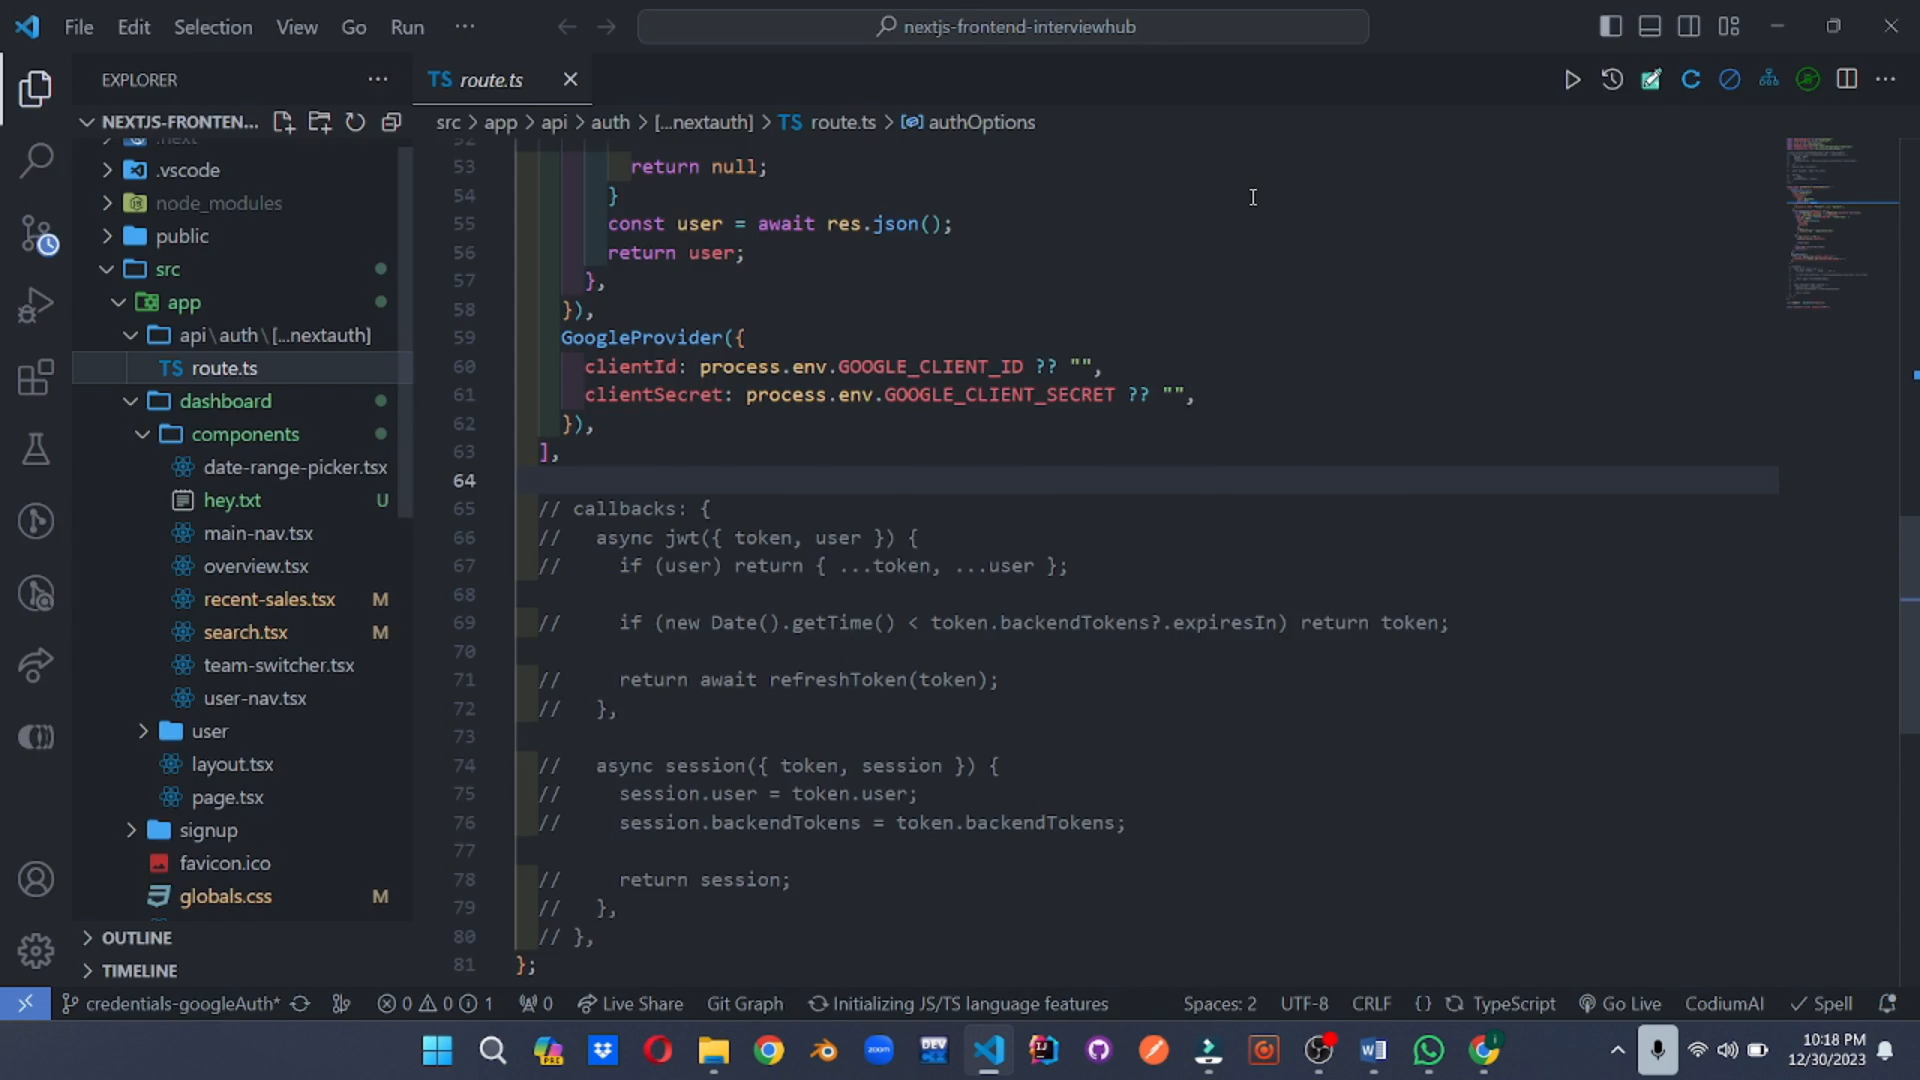 File Edit Selection View Go Run ···
nextjs-frontend-interviewhub
EXPLORER ···
TS route.ts
NEXTJS-FRONTEN...
src > app > api > auth > [...nextauth] > TS route.ts > authOptions
.next
.vscode
node_modules
public
src
app
api\auth\[...nextauth]
TS route.ts
dashboard
components
date-range-picker.tsx
hey.txt U
main-nav.tsx
overview.tsx
recent-sales.tsx M
search.tsx M
team-switcher.tsx
user-nav.tsx
user
layout.tsx
page.tsx
signup
favicon.ico
globals.css M
OUTLINE
TIMELINE
52
53 return null;
54 }
55 const user = await res.json();
56 return user;
57 },
58 }),
59 GoogleProvider({
60 clientId: process.env.GOOGLE_CLIENT_ID ?? "",
61 clientSecret: process.env.GOOGLE_CLIENT_SECRET ?? "",
62 }),
63 ],
64
65 // callbacks: {
66 // async jwt({ token, user }) {
67 // if (user) return { ...token, ...user };
68
69 // if (new Date().getTime() < token.backendTokens?.expiresIn) return token;
70
71 // return await refreshToken(token);
72 // },
73
74 // async session({ token, session }) {
75 // session.user = token.user;
76 // session.backendTokens = token.backendTokens;
77
78 // return session;
79 // },
80 // },
81 };
credentials-googleAuth* 0 0 1 0 Live Share Git Graph Initializing JS/TS language features Spaces: 2 UTF-8 CRLF {} TypeScript Go Live CodiumAI Spell
PRE zoom DEV 10:18 PM
12/30/2023